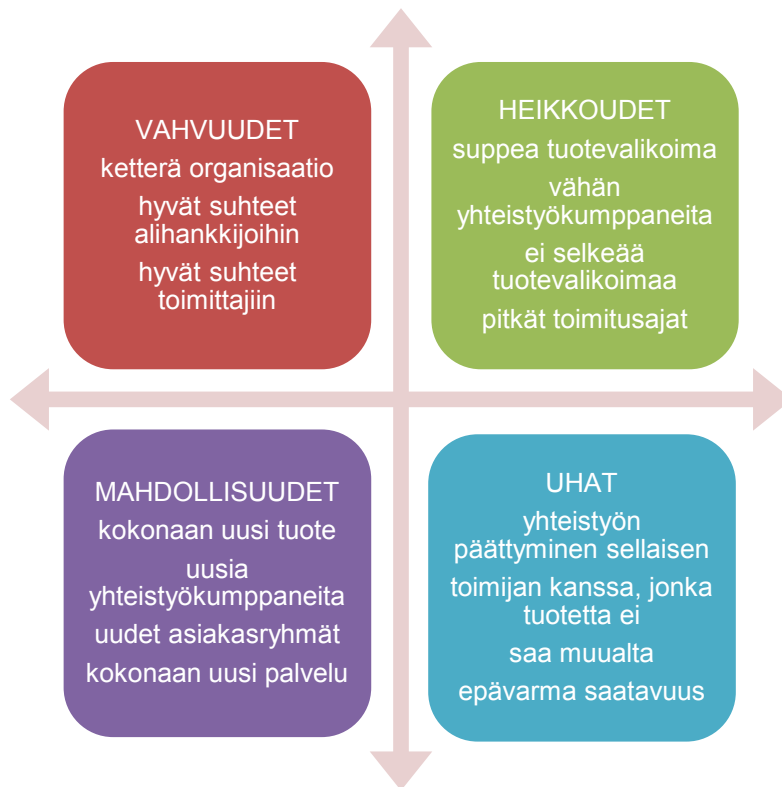 VAHVUUDET
ketterä organisaatio
hyvät suhteet
alihankkijoihin
hyvät suhteet
toimittajiin
HEIKKOUDET
suppea tuotevalikoima
vähän
yhteistyökumppaneita
ei selkeää
tuotevalikoimaa
pitkät toimitusajat
MAHDOLLISUUDET
kokonaan uusi tuote
uusia
yhteistyökumppaneita
uudet asiakasryhmät
kokonaan uusi palvelu
UHAT
yhteistyön
päättyminen sellaisen
toimijan kanssa, jonka
tuotetta ei
saa muualta
epävarma saatavuus